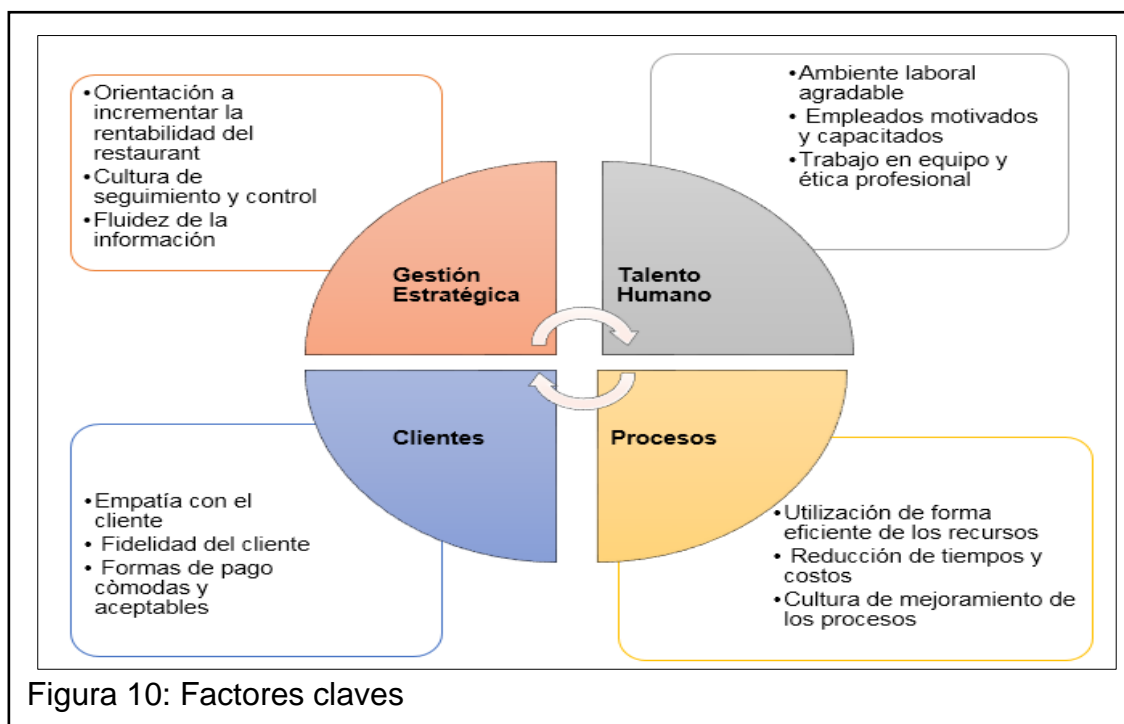 •Orientación a
incrementar la
rentabilidad del
restaurant
•Cultura de
seguimiento y control
•Fluidez de la
información
•Ambiente laboral
agradable
• Empleados motivados
y capacitados
•Trabajo en equipo y
ética profesional
Gestión
Estratégica
Talento
Humano
Clientes
Procesos
•Empatía con el
cliente
• Fidelidad del cliente
• Formas de pago
còmodas y
aceptables
•Utilización de forma
eficiente de los recursos
• Reducción de tiempos y
costos
•Cultura de mejoramiento de
los procesos
Figura 10: Factores claves